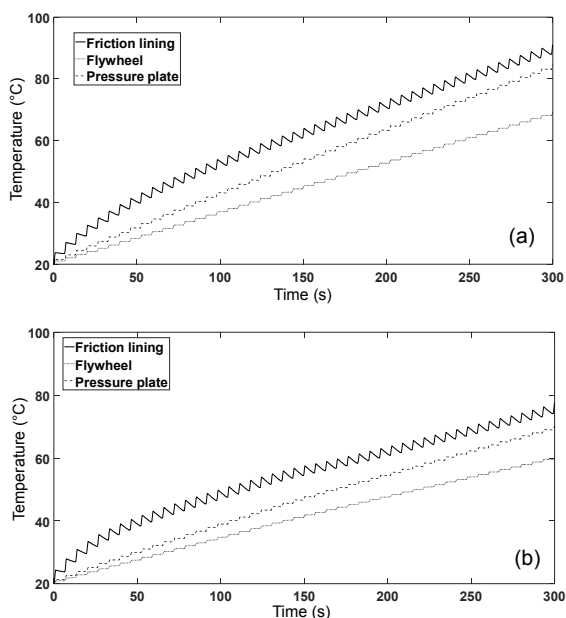 100
Friction lining
Flywheel
Pressure plate
80
60
40
20
Temperature (°C)
(a)
0 50 100 150 200 250 300
Time (s)
100
Friction lining
Flywheel
Pressure plate
80
60
40
20
Temperature (°C)
(b)
0 50 100 150 200 250 300
Time (s)